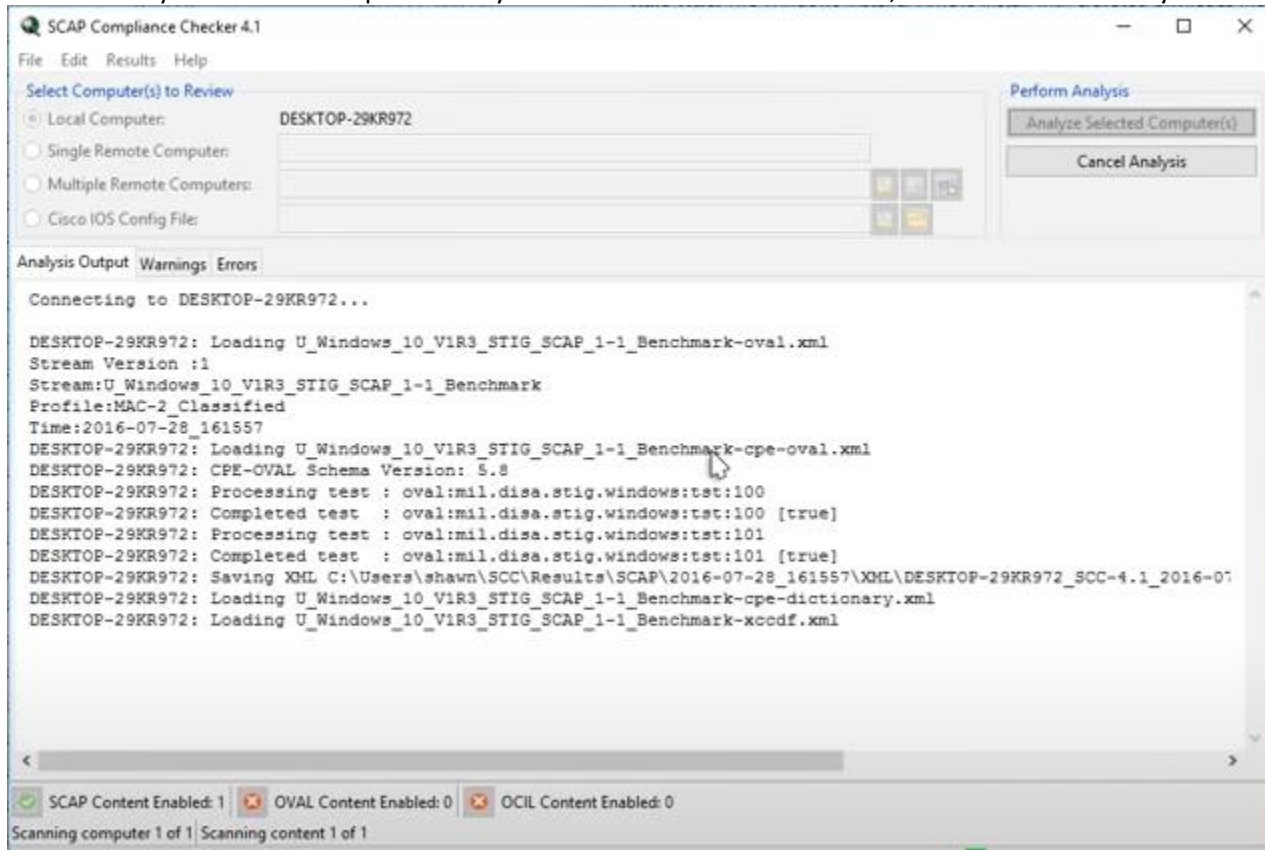 SCAP Compliance Checker 4.1
File Edit Results Help
Select Computer(s) to Review
Perform Analysis
Local Computer: DESKTOP-29KR972
Analyze Selected Computer(s)
Single Remote Computer:
Cancel Analysis
Multiple Remote Computers:
Cisco IOS Config File:
Analysis Output Warnings Errors
Connecting to DESKTOP-29KR972...
DESKTOP-29KR972: Loading U_Windows_10_V1R3_STIG_SCAP_1-1_Benchmark-oval.xml
Stream Version :1
Stream:U_Windows_10_V1R3_STIG_SCAP_1-1_Benchmark
Profile:MAC-2_Classified
Time:2016-07-28_161557
DESKTOP-29KR972: Loading U_Windows_10_V1R3_STIG_SCAP_1-1_Benchmark-cpe-oval.xml
DESKTOP-29KR972: CPE-OVAL Schema Version: 5.8
DESKTOP-29KR972: Processing test : oval:mil.disa.stig.windows:tst:100
DESKTOP-29KR972: Completed test : oval:mil.disa.stig.windows:tst:100 [true]
DESKTOP-29KR972: Processing test : oval:mil.disa.stig.windows:tst:101
DESKTOP-29KR972: Completed test : oval:mil.disa.stig.windows:tst:101 [true]
DESKTOP-29KR972: Saving XML C:\Users\shawn\SCC\Results\SCAP\2016-07-28_161557\XML\DESKTOP-29KR972_SCC-4.1_2016-07
DESKTOP-29KR972: Loading U_Windows_10_V1R3_STIG_SCAP_1-1_Benchmark-cpe-dictionary.xml
DESKTOP-29KR972: Loading U_Windows_10_V1R3_STIG_SCAP_1-1_Benchmark-xccdf.xml
SCAP Content Enabled: 1 OVAL Content Enabled: 0 OCIL Content Enabled: 0
Scanning computer 1 of 1 Scanning content 1 of 1